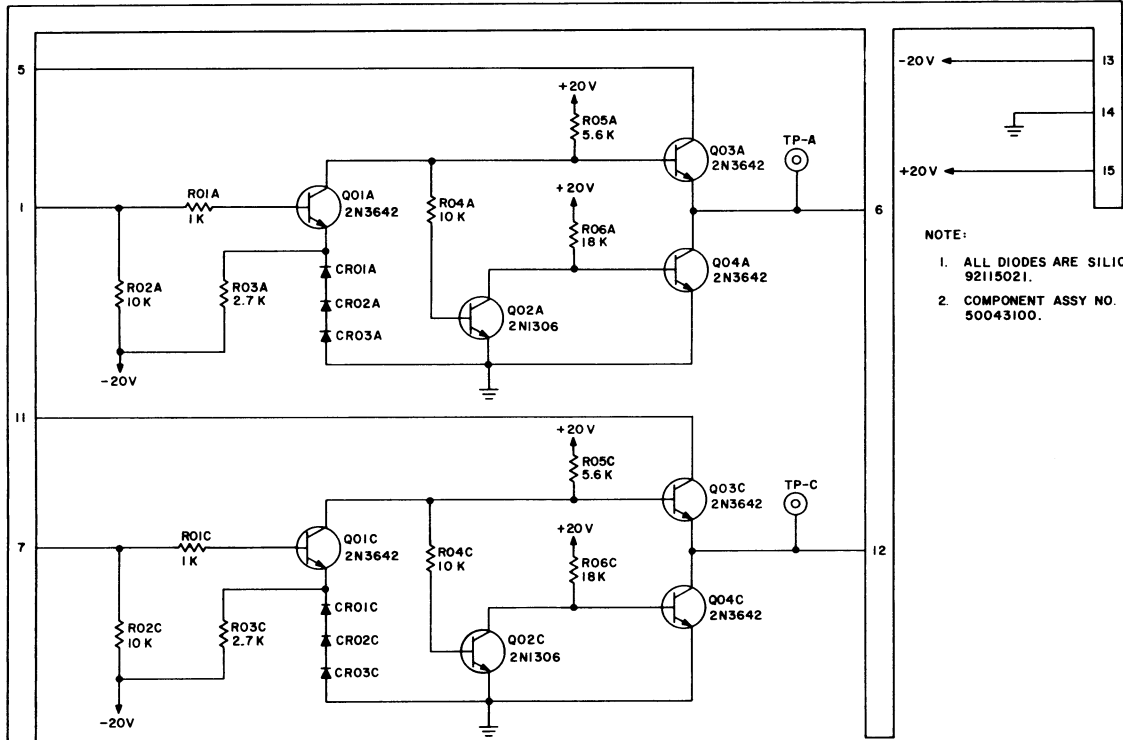 5
+20V
R05A
5.6K
Q03A
2N3642
TP-A
-20V
13
14
+20V
15
1
R01A
1K
Q01A
2N3642
R04A
10K
+20V
R06A
18K
6
R02A
10K
R03A
2.7K
CR01A
CR02A
CR03A
Q02A
2N1306
Q04A
2N3642
-20V
NOTE:
1. ALL DIODES ARE SILIC
92115021.
2. COMPONENT ASSY NO.
50043100.
11
+20V
R05C
5.6K
Q03C
2N3642
TP-C
7
R01C
1K
Q01C
2N3642
R04C
10K
+20V
R06C
18K
12
R02C
10K
R03C
2.7K
CR01C
CR02C
CR03C
Q02C
2N1306
Q04C
2N3642
-20V